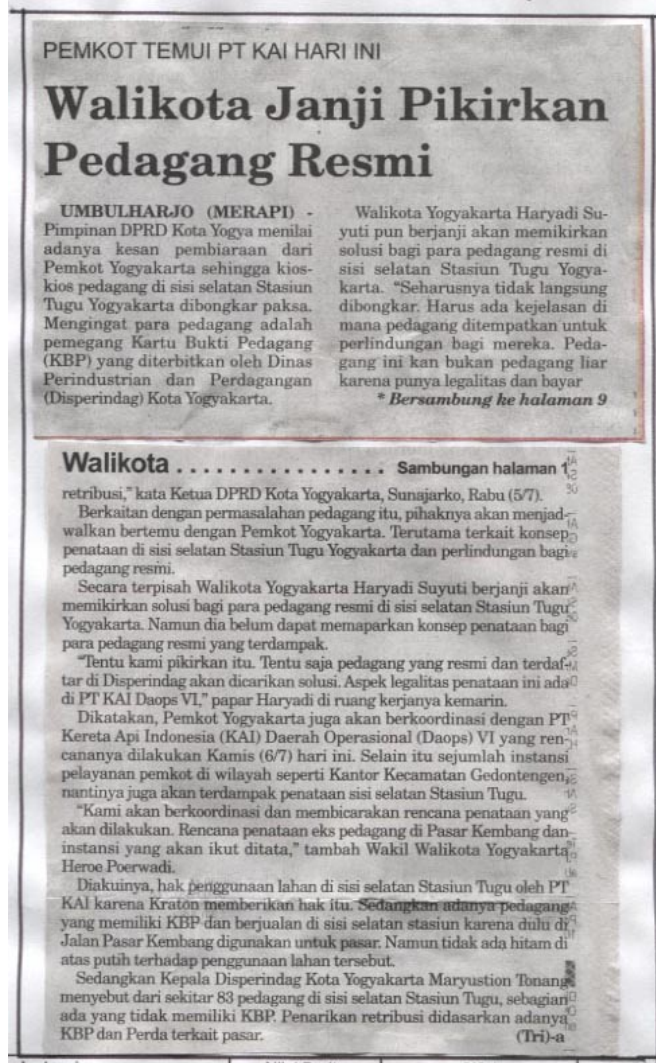 PEMKOT TEMUI PT KAI HARI INI
Walikota Janji Pikirkan
Pedagang Resmi
UMBULHARJO (MERAPI) -
Pimpinan DPRD Kota Yogya menilai
adanya kesan pembiaraan dari
Pemkot Yogyakarta sehingga kios-
kios pedagang di sisi selatan Stasiun
Tugu Yogyakarta dibongkar paksa.
Mengingat para pedagang adalah
pemegang Kartu Bukti Pedagang
(KBP) yang diterbitkan oleh Dinas
Perindustrian dan Perdagangan
(Disperindag) Kota Yogyakarta.
Walikota Yogyakarta Haryadi Su-
yuti pun berjanji akan memikirkan
solusi bagi para pedagang resmi di
sisi selatan Stasiun Tugu Yogya-
karta. “Seharusnya tidak langsung
dibongkar. Harus ada kejelasan di
mana pedagang ditempatkan untuk
perlindungan bagi mereka. Peda-
gang ini kan bukan pedagang liar
karena punya legalitas dan bayar
* Bersambung ke halaman 9
Walikota . . . . . . . . . . . . . . . . Sambungan halaman 1
retribusi,” kata Ketua DPRD Kota Yogyakarta, Sunajarko, Rabu (5/7).
Berkaitan dengan permasalahan pedagang itu, pihaknya akan menjad-
walkan bertemu dengan Pemkot Yogyakarta. Terutama terkait konsep
penataan di sisi selatan Stasiun Tugu Yogyakarta dan perlindungan bagi
pedagang resmi.
Secara terpisah Walikota Yogyakarta Haryadi Suyuti berjanji akan
memikirkan solusi bagi para pedagang resmi di sisi selatan Stasiun Tugu
Yogyakarta. Namun dia belum dapat memaparkan konsep penataan bagi
para pedagang resmi yang terdampak.
“Tentu kami pikirkan itu. Tentu saja pedagang yang resmi dan terdaf-
tar di Disperindag akan dicarikan solusi. Aspek legalitas penataan ini ada
di PT KAI Daops VI,” papar Haryadi di ruang kerjanya kemarin.
Dikatakan, Pemkot Yogyakarta juga akan berkoordinasi dengan PT
Kereta Api Indonesia (KAI) Daerah Operasional (Daops) VI yang ren-
cananya dilakukan Kamis (6/7) hari ini. Selain itu sejumlah instansi
pelayanan pemkot di wilayah seperti Kantor Kecamatan Gedontengen,
nantinya juga akan terdampak penataan sisi selatan Stasiun Tugu.
“Kami akan berkoordinasi dan membicarakan rencana penataan yang
akan dilakukan. Rencana penataan eks pedagang di Pasar Kembang dan
instansi yang akan ikut ditata,” tambah Wakil Walikota Yogyakarta
Heroe Poerwadi.
Diakuinya, hak penggunaan lahan di sisi selatan Stasiun Tugu oleh PT
KAI karena Kraton memberikan hak itu. Sedangkan adanya pedagang
yang memiliki KBP dan berjualan di sisi selatan stasiun karena dulu di
Jalan Pasar Kembang digunakan untuk pasar. Namun tidak ada hitam di
atas putih terhadap penggunaan lahan tersebut.
Sedangkan Kepala Disperindag Kota Yogyakarta Maryustion Tonang
menyebut dari sekitar 83 pedagang di sisi selatan Stasiun Tugu, sebagian
ada yang tidak memiliki KBP. Penarikan retribusi didasarkan adanya
KBP dan Perda terkait pasar. (Tri)-a